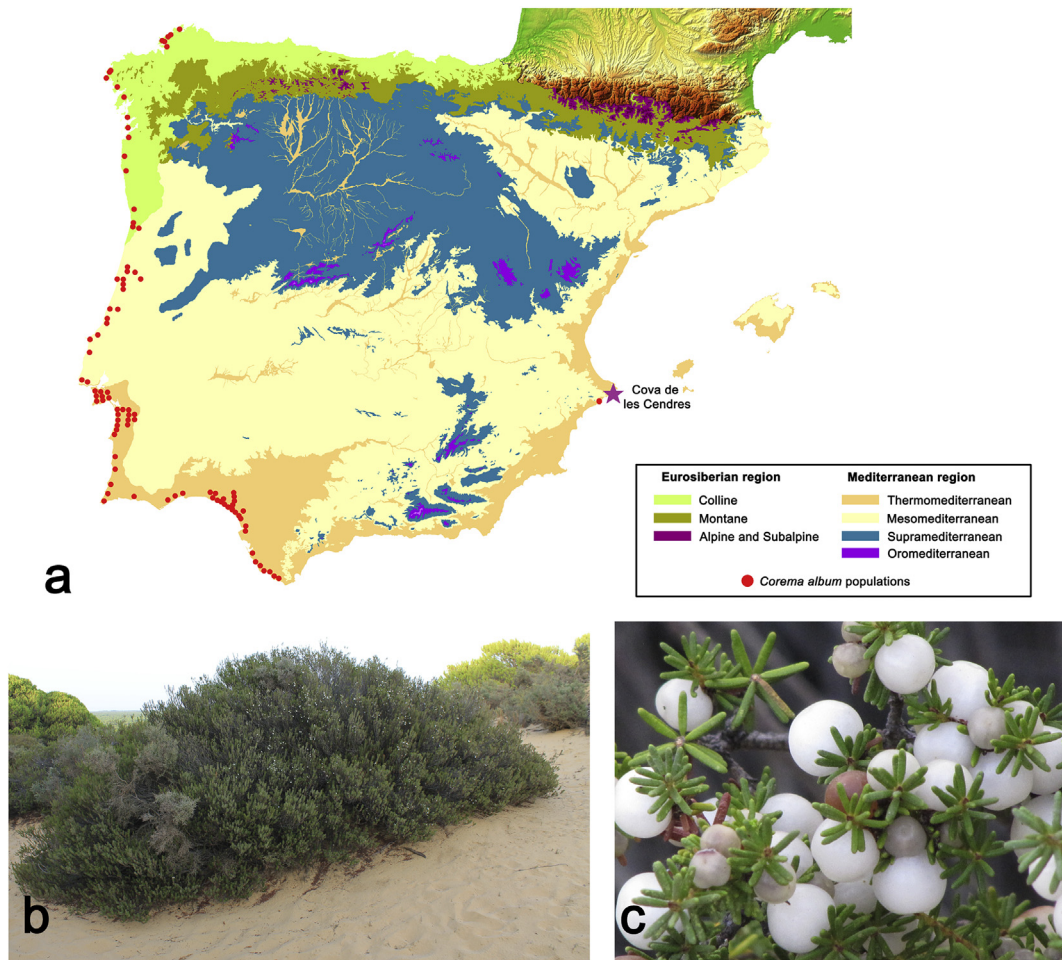 Cova de
les Cendres
Eurosiberian region
Colline
Montane
Alpine and Subalpine
Mediterranean region
Thermomediterranean
Mesomediterranean
Supramediterranean
Oromediterranean
Corema album populations
a
b
c